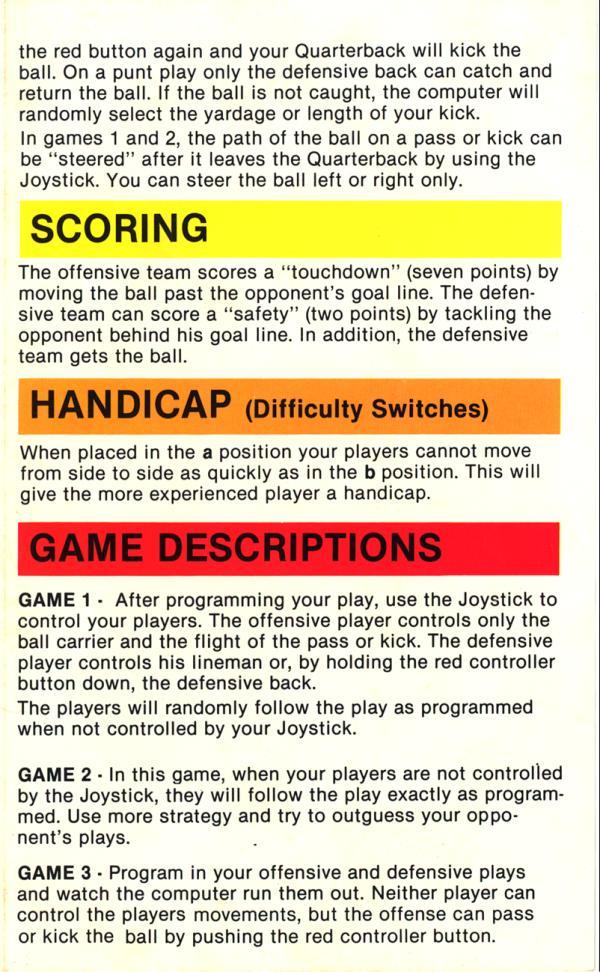 the red button again and your Quarterback will kick the
ball. On a punt play only the defensive back can catch and
return the ball. If the ball is not caught, the computer will
randomly select the yardage or length of your kick.
In games 1 and 2, the path of the ball on a pass or kick can
be “steered” after it leaves the Quarterback by using the
Joystick. You can steer the ball left or right only.
SCORING
The offensive team scores a “touchdown” (seven points) by
moving the ball past the opponent’s goal line. The defen-
sive team can score a “safety” (two points) by tackling the
opponent behind his goal line. In addition, the defensive
team gets the ball.
HANDICAP (Difficulty Switches)
When placed in the a position your players cannot move
from side to side as quickly as in the b position. This will
give the more experienced player a handicap.
GAME DESCRIPTIONS
GAME 1 - After programming your play, use the Joystick to
control your players. The offensive player controls only the
ball carrier and the flight of the pass or kick. The defensive
player controls his lineman or, by holding the red controller
button down, the defensive back.
The players will randomly follow the play as programmed
when not controlled by your Joystick.
GAME 2 - In this game, when your players are not controlled
by the Joystick, they will follow the play exactly as program-
med. Use more strategy and try to outguess your oppo-
nent’s plays.
GAME 3 - Program in your offensive and defensive plays
and watch the computer run them out. Neither player can
control the players movements, but the offense can pass
or kick the ball by pushing the red controller button.